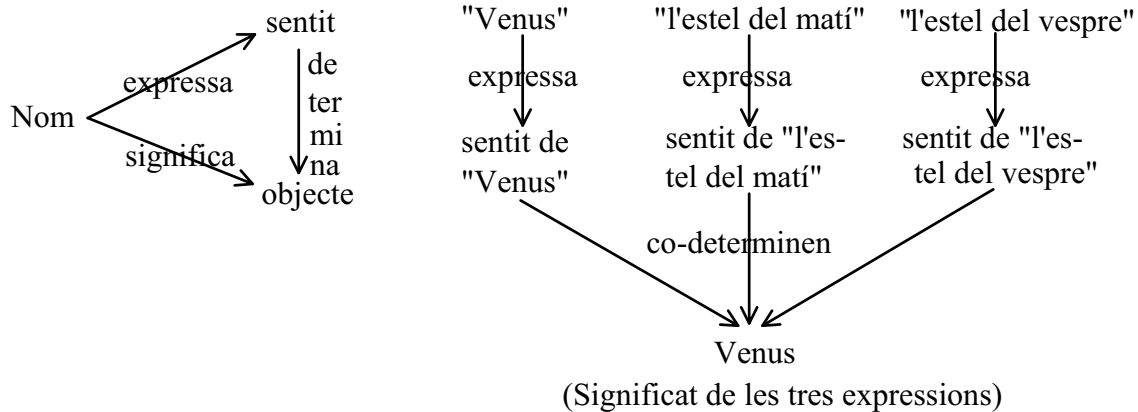 sentit
expressa
de
ter
mi
na
Nom
significa
objecte
"Venus"
"l'estel del matí"
"l'estel del vespre"
expressa
expressa
expressa
sentit de
"Venus"
sentit de "l'es-
tel del matí"
sentit de "l'es-
tel del vespre"
co-determinen
Venus
(Significat de les tres expressions)